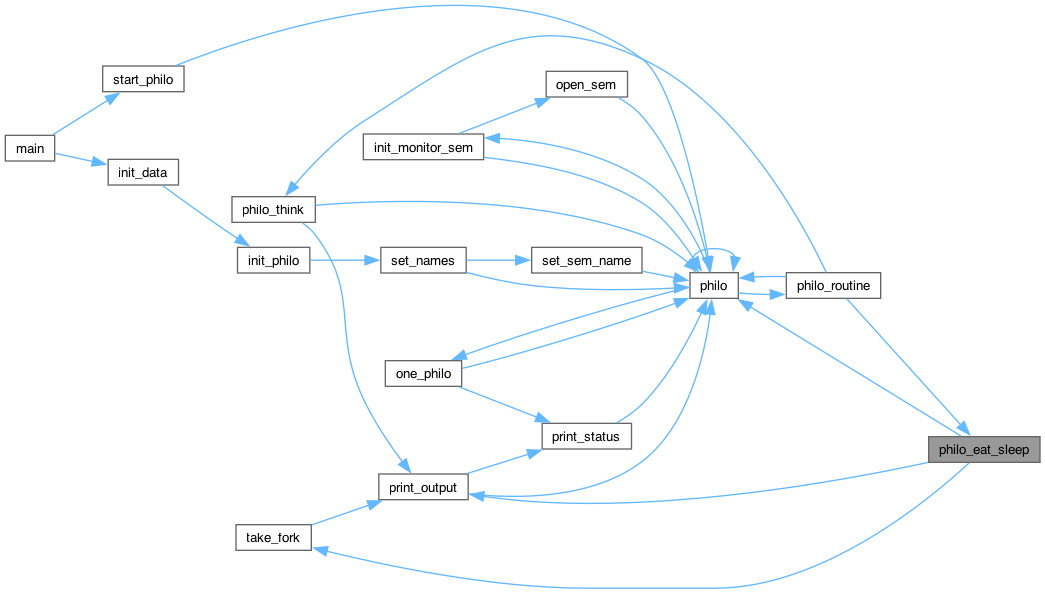 start_philo
open_sem
main
init_monitor_sem
init_data
philo_think
init_philo
set_names
set_sem_name
philo
philo_routine
one_philo
print_status
philo_eat_sleep
print_output
take_fork